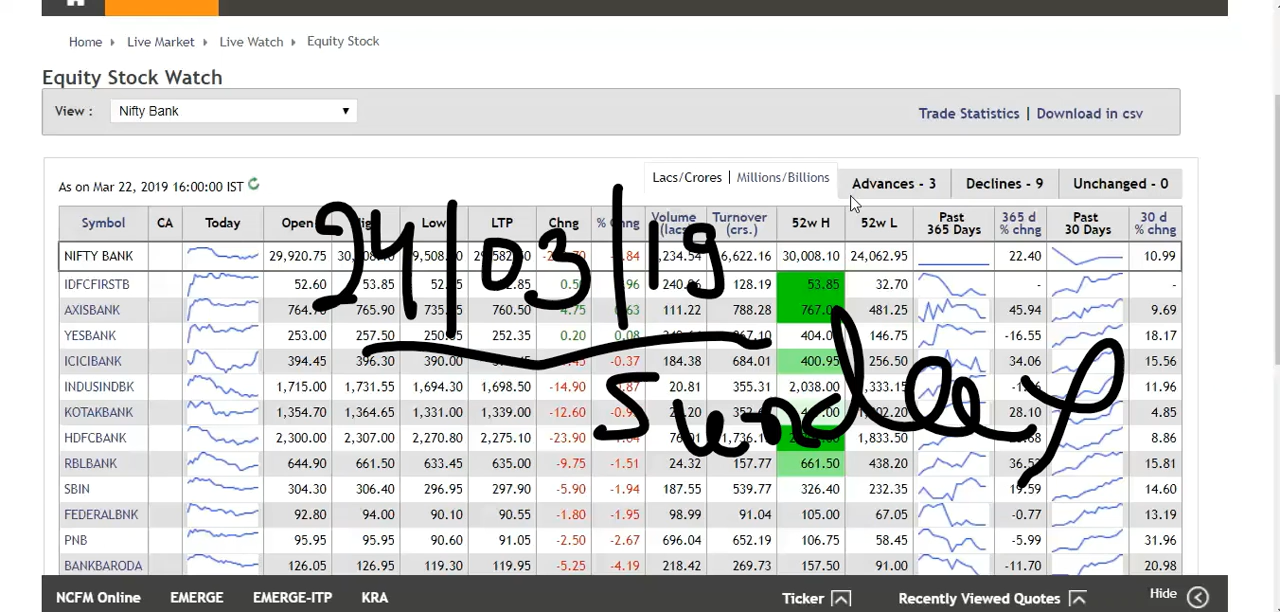 Home Live Market Live Watch Equity Stock
Equity Stock Watch
View : Nifty Bank Trade Statistics | Download in csv
As on Mar 22, 2019 16:00:00 IST Lacs/Crores | Millions/Billions Advances - 3 Declines - 9 Unchanged - 0
Symbol CA Today Open Low LTP Chng Volume Turnover (crs.) 52w H 52w L Past 365 Days 365 d % chng Past 30 Days 30 d % chng
NIFTY BANK 29,920.75 6,622.16 30,008.10 24,062.95 22.40 10.99
IDFCFIRSTB 52.60 53.85 128.19 53.85 32.70 - -
AXISBANK 765.90 760.50 4.75 111.22 788.28 481.25 45.94 9.69
YESBANK 253.00 257.50 250.95 252.35 0.20 0.08 146.75 -16.55 18.17
ICICIBANK 394.45 396.30 390.00 -0.37 184.38 684.01 400.95 256.50 34.06 15.56
INDUSINDBK 1,715.00 1,731.55 1,694.30 1,698.50 -14.90 20.81 355.31 2,038.00 1,333.15 11.96
KOTAKBANK 1,354.70 1,364.65 1,331.00 1,339.00 -12.60 28.10 4.85
HDFCBANK 2,300.00 2,307.00 2,270.80 2,275.10 -23.90 1,833.50 8.86
RBLBANK 644.90 661.50 633.45 635.00 -9.75 -1.51 24.32 157.77 661.50 438.20 15.81
SBIN 304.30 306.40 296.95 297.90 -5.90 -1.94 187.55 539.77 326.40 232.35 19.59 14.60
FEDERALBNK 92.80 94.00 90.10 90.55 -1.80 -1.95 98.99 91.04 105.00 67.05 -0.77 13.19
PNB 95.95 95.95 90.60 91.05 -2.50 -2.67 696.04 652.19 106.75 58.45 -5.99 31.96
BANKBARODA 126.05 126.95 119.30 119.95 -5.25 -4.19 218.42 269.73 157.50 91.00 -11.70 20.98
24/03/19
Sunday
NCFM Online EMERGE EMERGE-ITP KRA Ticker Recently Viewed Quotes Hide